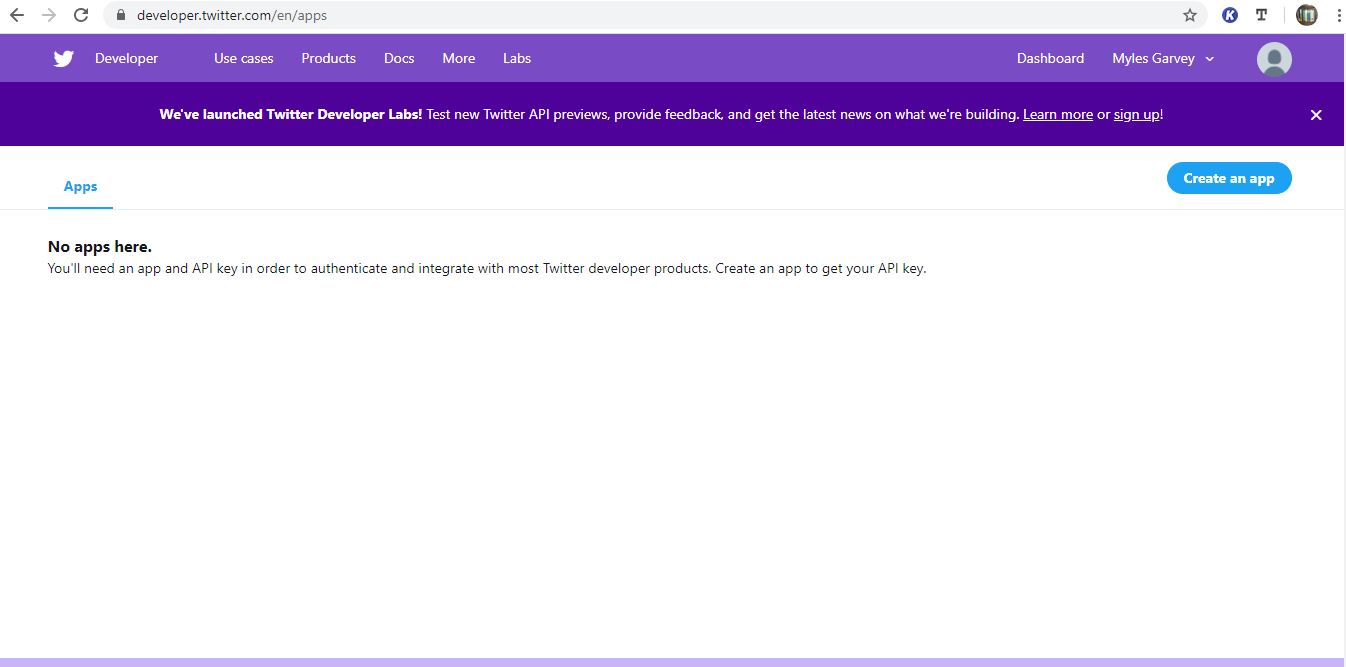 developer.twitter.com/en/apps
K T
Developer Use cases Products Docs More Labs Dashboard Myles Garvey
We've launched Twitter Developer Labs! Test new Twitter API previews, provide feedback, and get the latest news on what we're building. Learn more or sign up!
Apps Create an app
No apps here.
You'll need an app and API key in order to authenticate and integrate with most Twitter developer products. Create an app to get your API key.